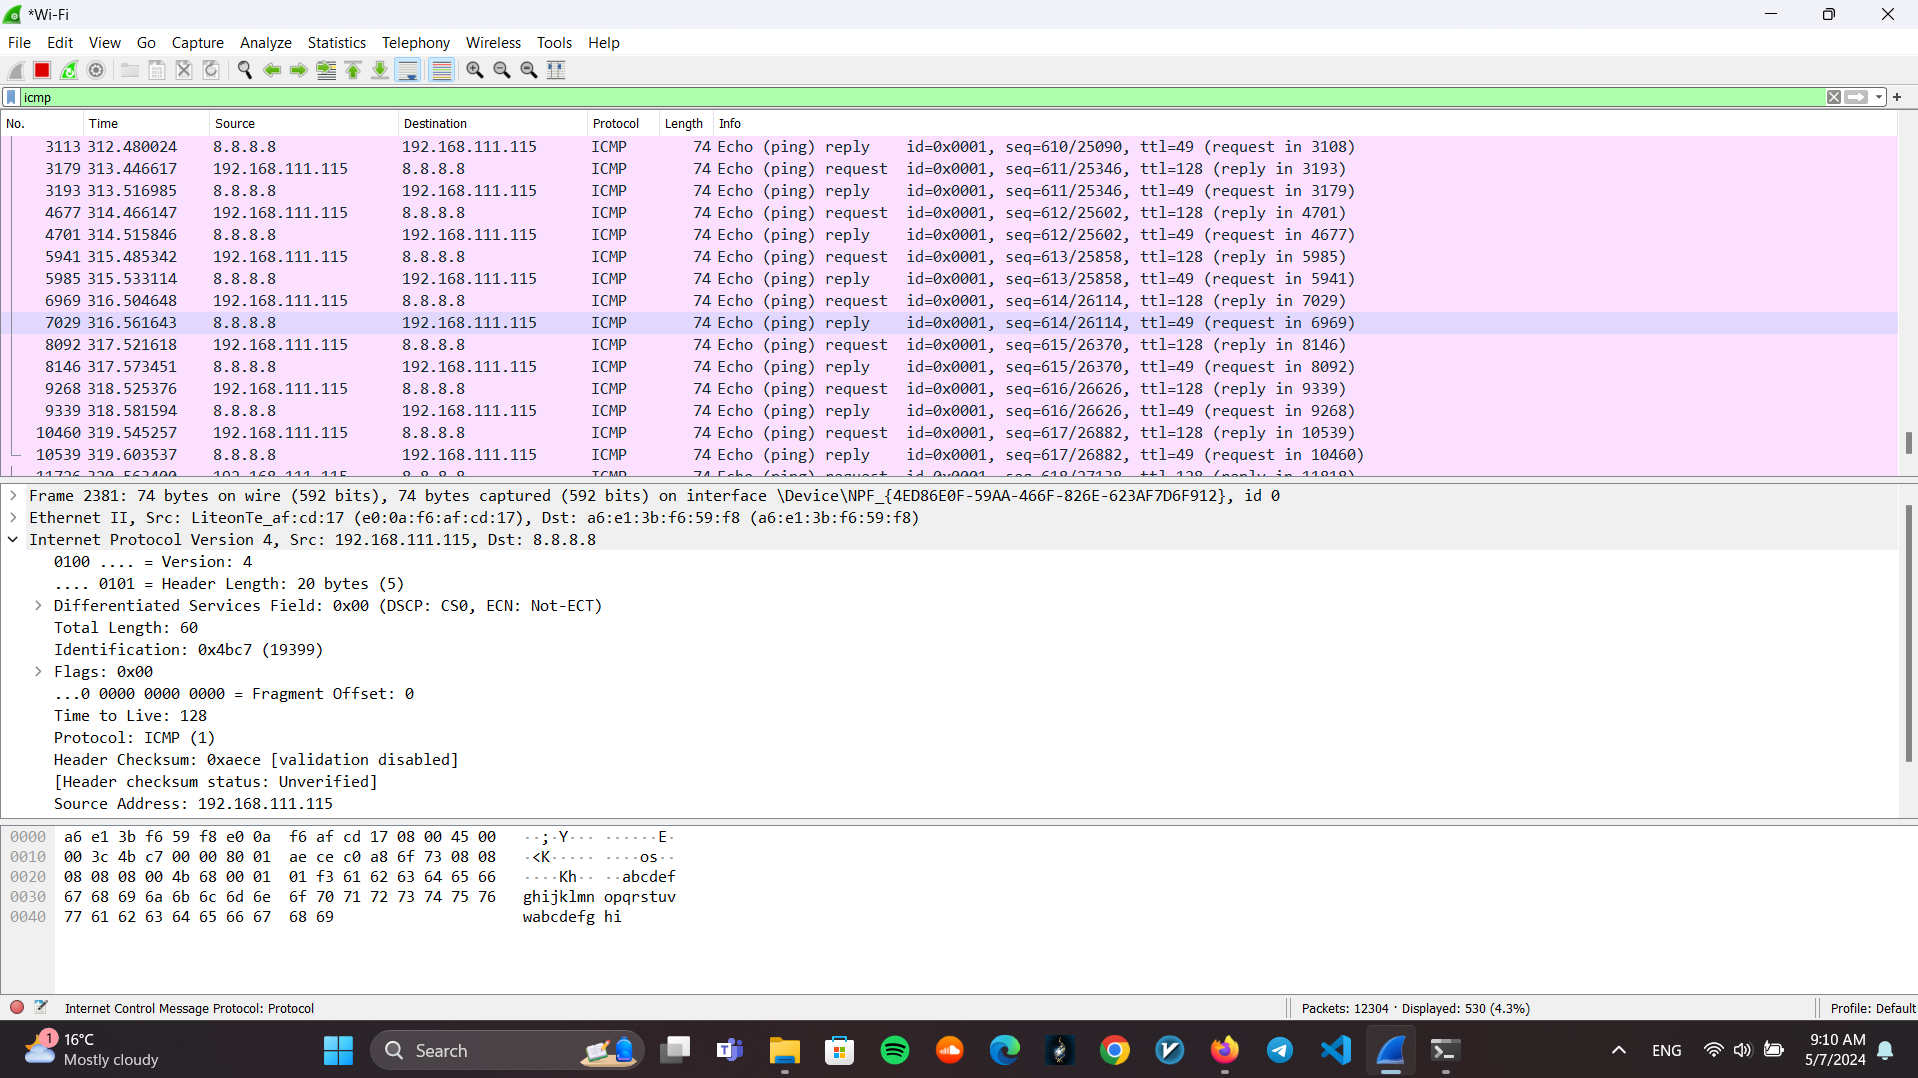 *Wi-Fi
File Edit View Go Capture Analyze Statistics Telephony Wireless Tools Help
icmp
No. Time Source Destination Protocol Length Info
3113 312.480024 8.8.8.8 192.168.111.115 ICMP 74 Echo (ping) reply id=0x0001, seq=610/25090, ttl=49 (request in 3108)
3179 313.446617 192.168.111.115 8.8.8.8 ICMP 74 Echo (ping) request id=0x0001, seq=611/25346, ttl=128 (reply in 3193)
3193 313.516985 8.8.8.8 192.168.111.115 ICMP 74 Echo (ping) reply id=0x0001, seq=611/25346, ttl=49 (request in 3179)
4677 314.466147 192.168.111.115 8.8.8.8 ICMP 74 Echo (ping) request id=0x0001, seq=612/25602, ttl=128 (reply in 4701)
4701 314.515846 8.8.8.8 192.168.111.115 ICMP 74 Echo (ping) reply id=0x0001, seq=612/25602, ttl=49 (request in 4677)
5941 315.485342 192.168.111.115 8.8.8.8 ICMP 74 Echo (ping) request id=0x0001, seq=613/25858, ttl=128 (reply in 5985)
5985 315.533114 8.8.8.8 192.168.111.115 ICMP 74 Echo (ping) reply id=0x0001, seq=613/25858, ttl=49 (request in 5941)
6969 316.504648 192.168.111.115 8.8.8.8 ICMP 74 Echo (ping) request id=0x0001, seq=614/26114, ttl=128 (reply in 7029)
7029 316.561643 8.8.8.8 192.168.111.115 ICMP 74 Echo (ping) reply id=0x0001, seq=614/26114, ttl=49 (request in 6969)
8092 317.521618 192.168.111.115 8.8.8.8 ICMP 74 Echo (ping) request id=0x0001, seq=615/26370, ttl=128 (reply in 8146)
8146 317.573451 8.8.8.8 192.168.111.115 ICMP 74 Echo (ping) reply id=0x0001, seq=615/26370, ttl=49 (request in 8092)
9268 318.525376 192.168.111.115 8.8.8.8 ICMP 74 Echo (ping) request id=0x0001, seq=616/26626, ttl=128 (reply in 9339)
9339 318.581594 8.8.8.8 192.168.111.115 ICMP 74 Echo (ping) reply id=0x0001, seq=616/26626, ttl=49 (request in 9268)
10460 319.545257 192.168.111.115 8.8.8.8 ICMP 74 Echo (ping) request id=0x0001, seq=617/26882, ttl=128 (reply in 10539)
10539 319.603537 8.8.8.8 192.168.111.115 ICMP 74 Echo (ping) reply id=0x0001, seq=617/26882, ttl=49 (request in 10460)
Frame 2381: 74 bytes on wire (592 bits), 74 bytes captured (592 bits) on interface \Device\NPF_{4ED86E0F-59AA-466F-826E-623AF7D6F912}, id 0
Ethernet II, Src: LiteonTe_af:cd:17 (e0:0a:f6:af:cd:17), Dst: a6:e1:3b:f6:59:f8 (a6:e1:3b:f6:59:f8)
Internet Protocol Version 4, Src: 192.168.111.115, Dst: 8.8.8.8
0100 .... = Version: 4
.... 0101 = Header Length: 20 bytes (5)
Differentiated Services Field: 0x00 (DSCP: CS0, ECN: Not-ECT)
Total Length: 60
Identification: 0x4bc7 (19399)
Flags: 0x00
...0 0000 0000 0000 = Fragment Offset: 0
Time to Live: 128
Protocol: ICMP (1)
Header Checksum: 0xaece [validation disabled]
[Header checksum status: Unverified]
Source Address: 192.168.111.115
0000 a6 e1 3b f6 59 f8 e0 0a f6 af cd 17 08 00 45 00 ··;·Y··· ······E·
0010 00 3c 4b c7 00 00 80 01 ae ce c0 a8 6f 73 08 08 ·<K····· ····os··
0020 08 08 08 00 4b 68 00 01 01 f3 61 62 63 64 65 66 ····Kh·· ··abcdef
0030 67 68 69 6a 6b 6c 6d 6e 6f 70 71 72 73 74 75 76 ghijklmn opqrstuv
0040 77 61 62 63 64 65 66 67 68 69 wabcdefg hi
Internet Control Message Protocol: Protocol Packets: 12304 · Displayed: 530 (4.3%) Profile: Default
1
16°C
Mostly cloudy
Search
ENG
9:10 AM
5/7/2024